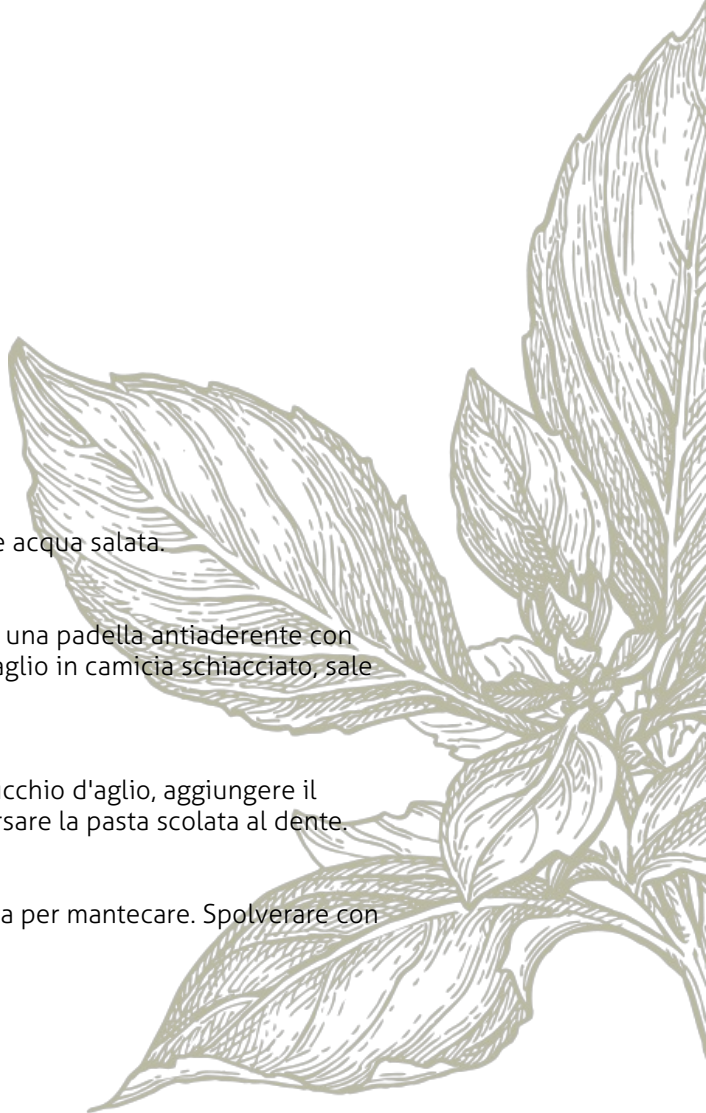 e acqua salata.
una padella antiaderente con
aglio in camicia schiacciato, sale
cchio d'aglio, aggiungere il
rsare la pasta scolata al dente.
a per mantecare. Spolverare con